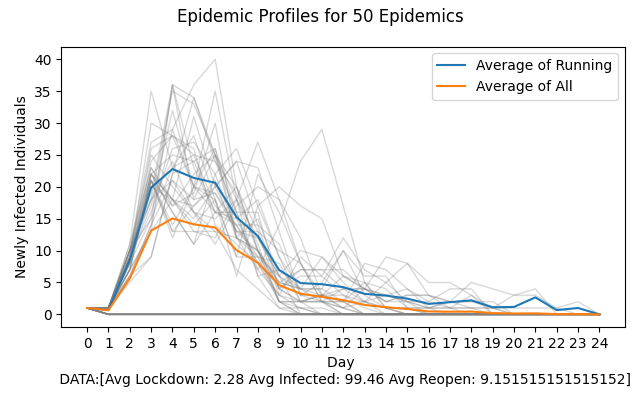 Epidemic Profiles for 50 Epidemics
Average of Running
Average of All
Newly Infected Individuals
40
35
30
25
20
15
10
5
0
0 1 2 3 4 5 6 7 8 9 10 11 12 13 14 15 16 17 18 19 20 21 22 23 24
Day
DATA:[Avg Lockdown: 2.28 Avg Infected: 99.46 Avg Reopen: 9.151515151515152]